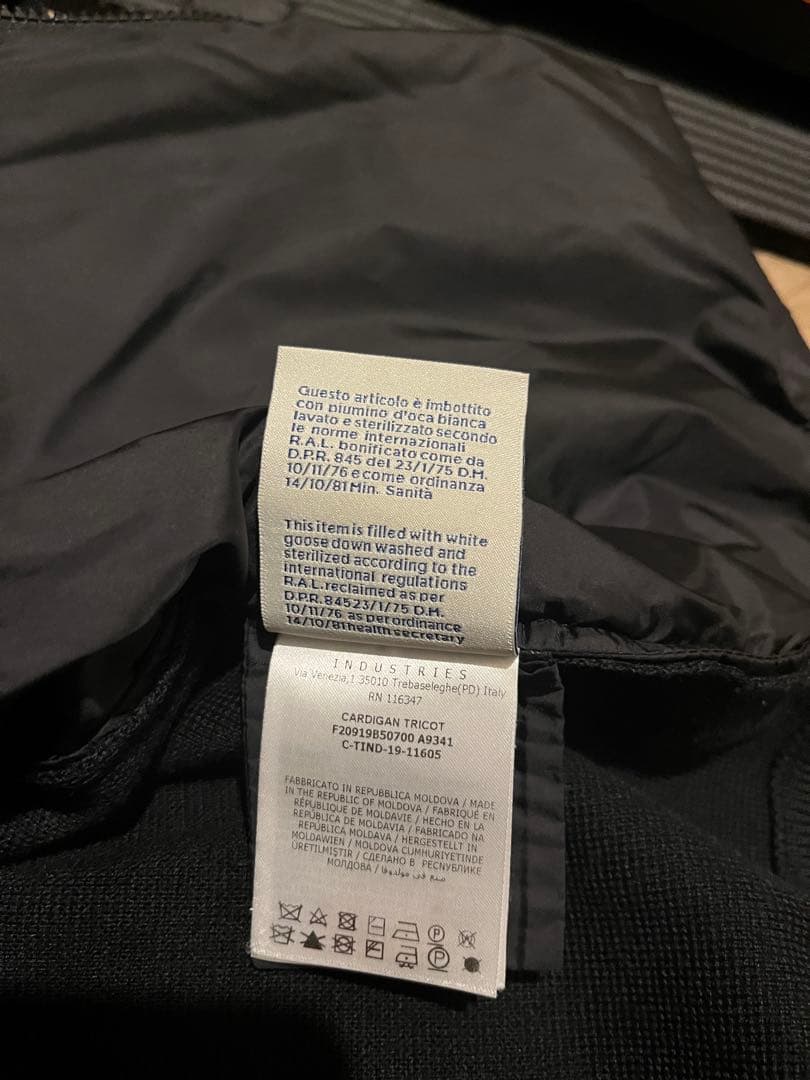 Questo articolo è imbottito
con piumino d'oca bianca
lavato e sterilizzato secondo
le norme internazionali
R.A.L. bonificato come da
D.P.R. 845 del 23/1/75 D.M.
10/11/76 e come ordinanza
14/10/81 Min. Sanità
This item is filled with white
goose down washed and
sterilized according to the
international regulations
R.A.L. reclaimed as per
D.P.R. 84523/1/75 D.M.
10/11/76 as per ordinance
14/10/81 health secretary
INDUSTRIES
Via Venezia,1 35010 Trebaseleghe(PD) Italy
RN 116347
CARDIGAN TRICOT
F20919B50700 A9341
C-TIND-19-11605
FABBRICATO IN REPUBBLICA MOLDOVA / MADE
IN THE REPUBLIC OF MOLDOVA / FABRIQUÉ EN
RÉPUBLIQUE DE MOLDAVIE / HECHO EN LA
REPÚBLICA DE MOLDAVIA / FABRICADO NA
REPÚBLICA MOLDAVA / HERGESTELLT IN
MOLDAWIEN / MOLDOVA CUMHURIYETINDE
ÜRETILMIŞTIR / СДЕЛАНО В РЕСПУБЛИКЕ
МОЛДОВА / صنع في مولدوفا
P
W
P